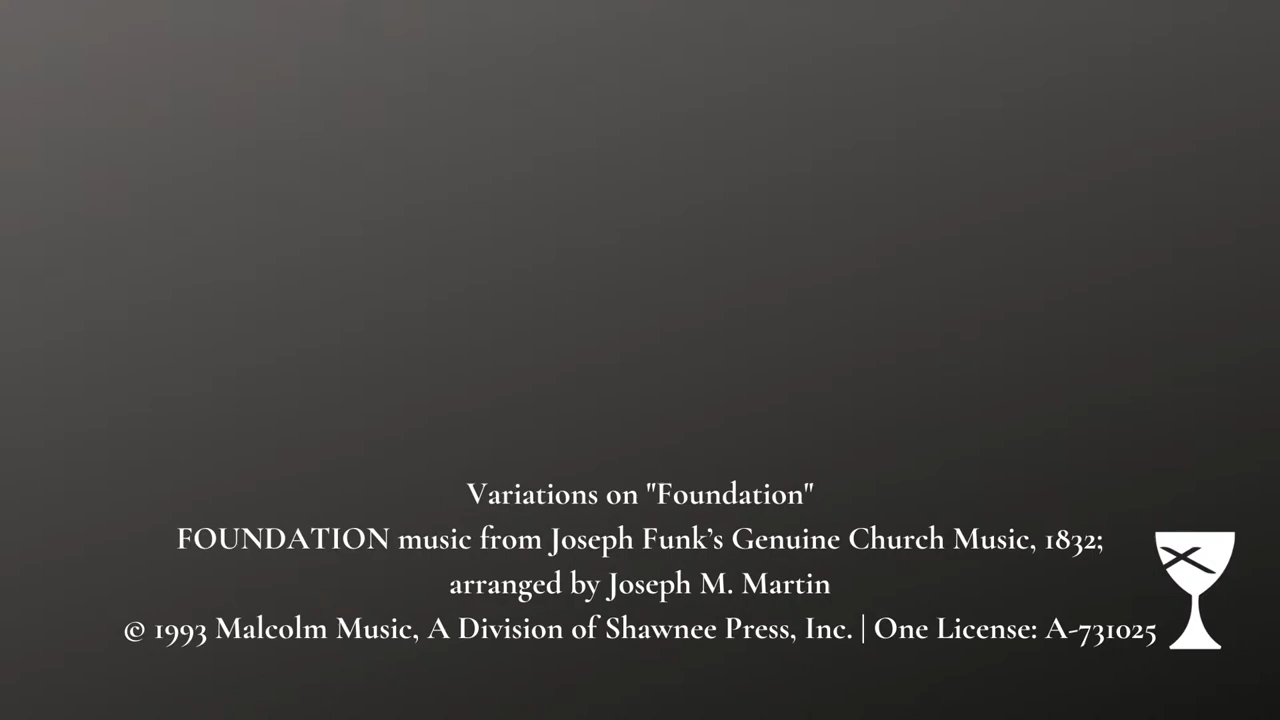 Variations on "Foundation"
FOUNDATION music from Joseph Funk’s Genuine Church Music, 1832;
arranged by Joseph M. Martin
© 1993 Malcolm Music, A Division of Shawnee Press, Inc. | One License: A-731025